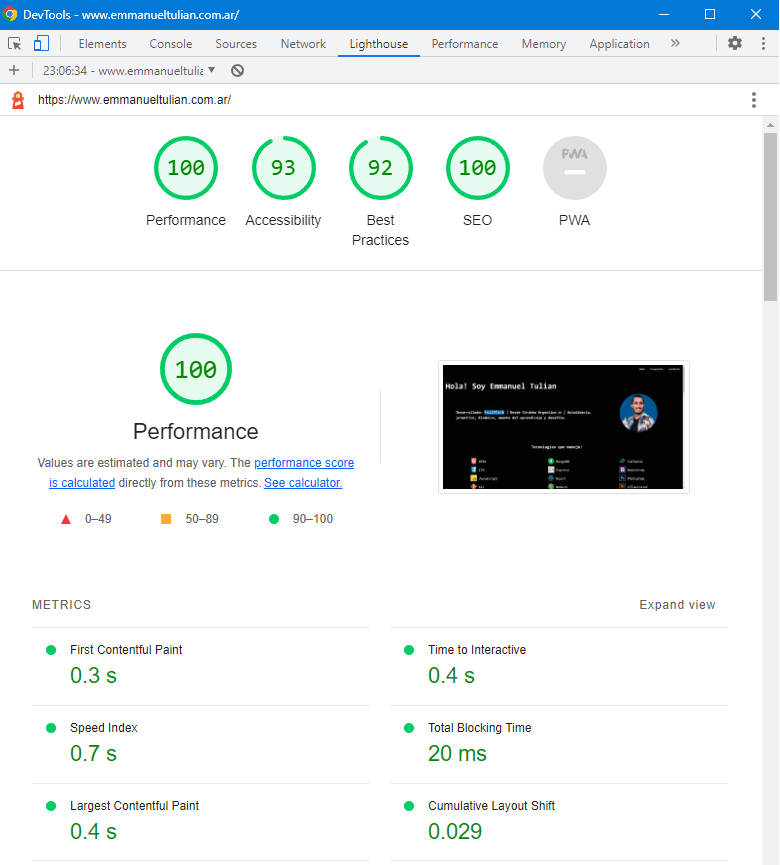 DevTools - www.emmanueltulian.com.ar/
Elements Console Sources Network Lighthouse Performance Memory Application »
+ 23:06:34 - www.emmanueltulia
https://www.emmanueltulian.com.ar/
100 93 92 100 PWA
Performance Accessibility Best Practices SEO PWA
100
Performance
Values are estimated and may vary. The performance score
is calculated directly from these metrics. See calculator.
0–49 50–89 90–100
Hola! Soy Emmanuel Tulian
METRICS Expand view
First Contentful Paint
0.3 s
Time to Interactive
0.4 s
Speed Index
0.7 s
Total Blocking Time
20 ms
Largest Contentful Paint
0.4 s
Cumulative Layout Shift
0.029